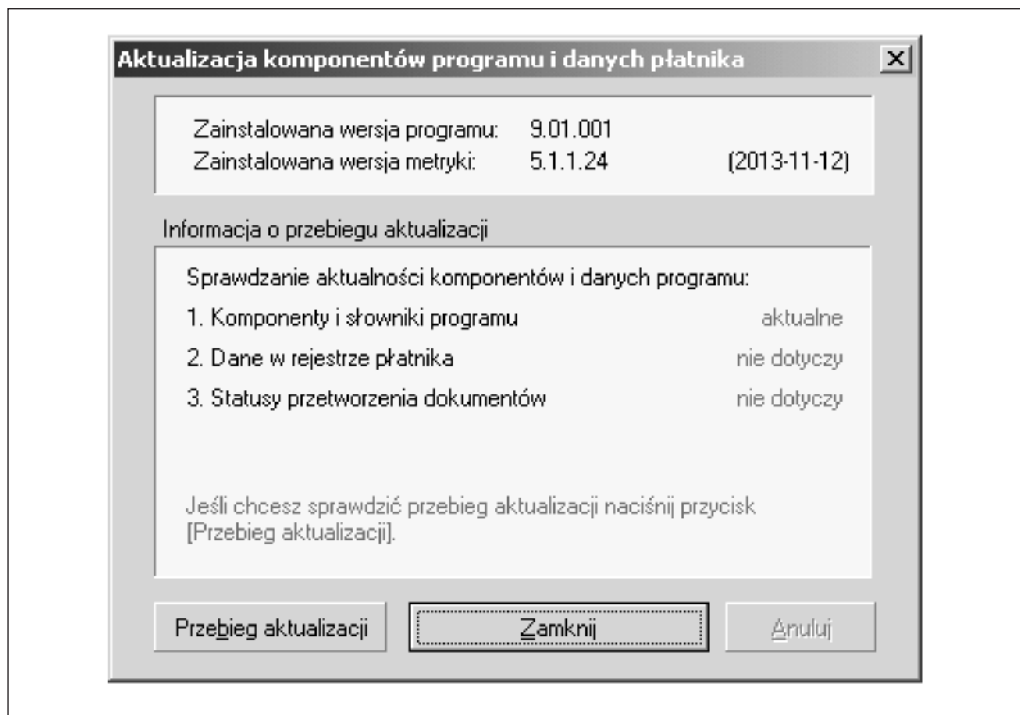 Aktualizacja komponentów programu i danych płatnika
Zainstalowana wersja programu: 9.01.001
Zainstalowana wersja metryki: 5.1.1.24 (2013-11-12)
Informacja o przebiegu aktualizacji
Sprawdzanie aktualności komponentów i danych programu:
1. Komponenty i słowniki programu aktualne
2. Dane w rejestrze płatnika nie dotyczy
3. Statusy przetworzenia dokumentów nie dotyczy
Jeśli chcesz sprawdzić przebieg aktualizacji naciśnij przycisk
[Przebieg aktualizacji].
Przebieg aktualizacji Zamknij Anuluj